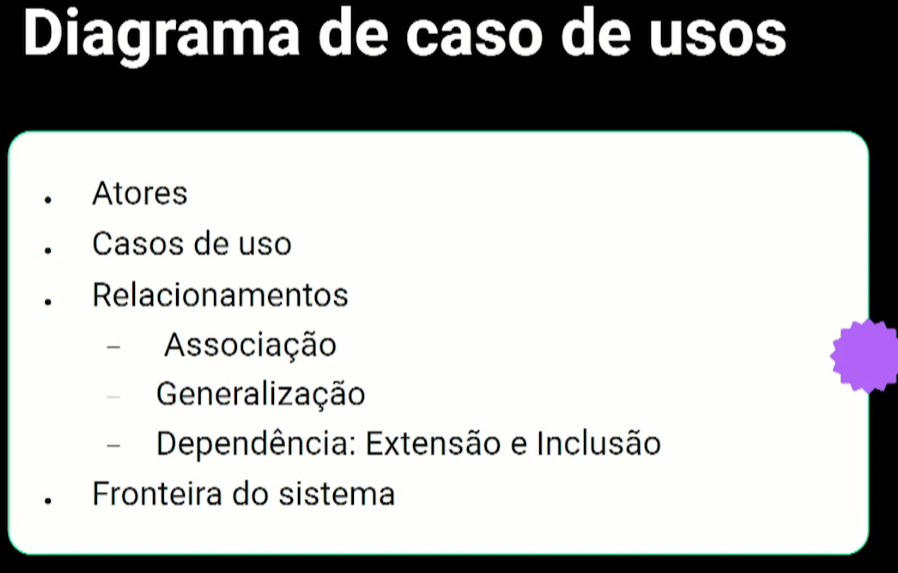 Diagrama de caso de usos
. Atores
. Casos de uso
. Relacionamentos
– Associação
– Generalização
– Dependência: Extensão e Inclusão
. Fronteira do sistema